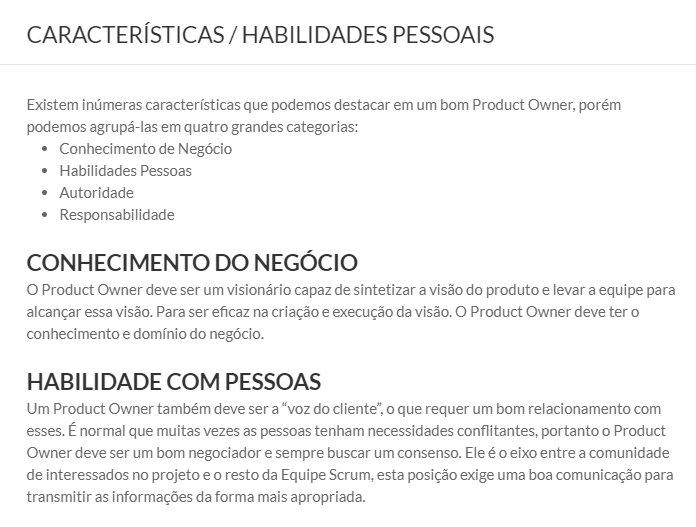 CARACTERÍSTICAS / HABILIDADES PESSOAIS
Existem inúmeras características que podemos destacar em um bom Product Owner, porém
podemos agrupá-las em quatro grandes categorias:
• Conhecimento de Negócio
• Habilidades Pessoas
• Autoridade
• Responsabilidade
CONHECIMENTO DO NEGÓCIO
O Product Owner deve ser um visionário capaz de sintetizar a visão do produto e levar a equipe para
alcançar essa visão. Para ser eficaz na criação e execução da visão. O Product Owner deve ter o
conhecimento e domínio do negócio.
HABILIDADE COM PESSOAS
Um Product Owner também deve ser a “voz do cliente”, o que requer um bom relacionamento com
esses. É normal que muitas vezes as pessoas tenham necessidades conflitantes, portanto o Product
Owner deve ser um bom negociador e sempre buscar um consenso. Ele é o eixo entre a comunidade
de interessados no projeto e o resto da Equipe Scrum, esta posição exige uma boa comunicação para
transmitir as informações da forma mais apropriada.